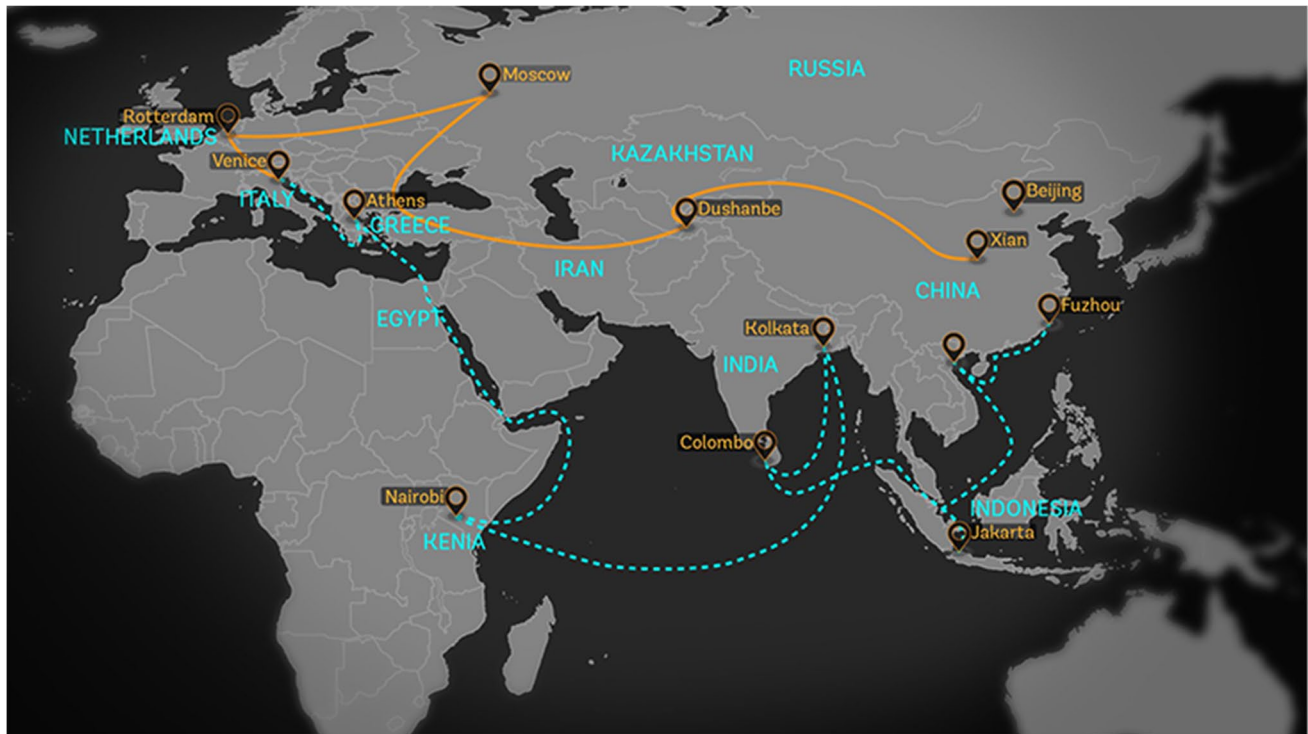 Moscow
RUSSIA
Rotterdam
NETHERLANDS
Venice
KAZAKHSTAN
ITALY
Athens
GREECE
Dushanbe
Beijing
Xian
IRAN
CHINA
EGYPT
Fuzhou
Kolkata
INDIA
Colombo
Nairobi
KENIA
INDONESIA
Jakarta